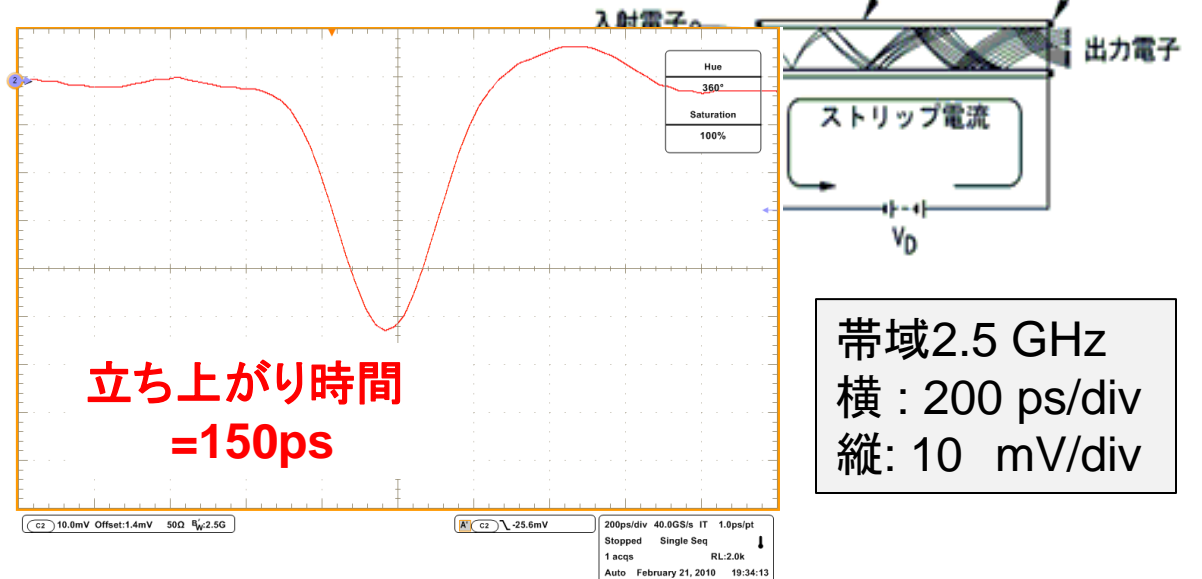 入射電子
出力電子
2
Hue
360°
Saturation
100%
ストリップ電流
VD
立ち上がり時間
=150ps
帯域2.5 GHz
横 : 200 ps/div
縦: 10 mV/div
C2 10.0mV Offset:1.4mV 50Ω BW:2.5G
A' C2 -25.6mV
200ps/div 40.0GS/s IT 1.0ps/pt
Stopped Single Seq
1 acqs RL:2.0k
Auto February 21, 2010 19:34:13